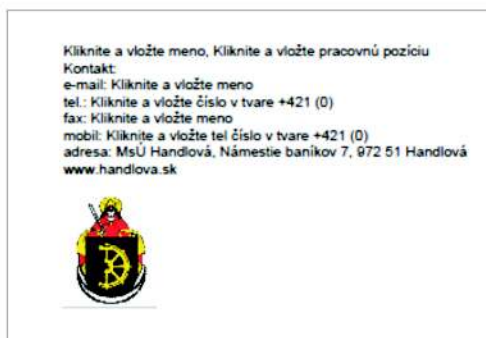 Kliknite a vložte meno, Kliknite a vložte pracovnú pozíciu
Kontakt:
e-mail: Kliknite a vložte meno
tel.: Kliknite a vložte číslo v tvare +421 (0)
fax: Kliknite a vložte meno
mobil: Kliknite a vložte tel číslo v tvare +421 (0)
adresa: MsÚ Handlová, Námestie baníkov 7, 972 51 Handlová
www.handlova.sk